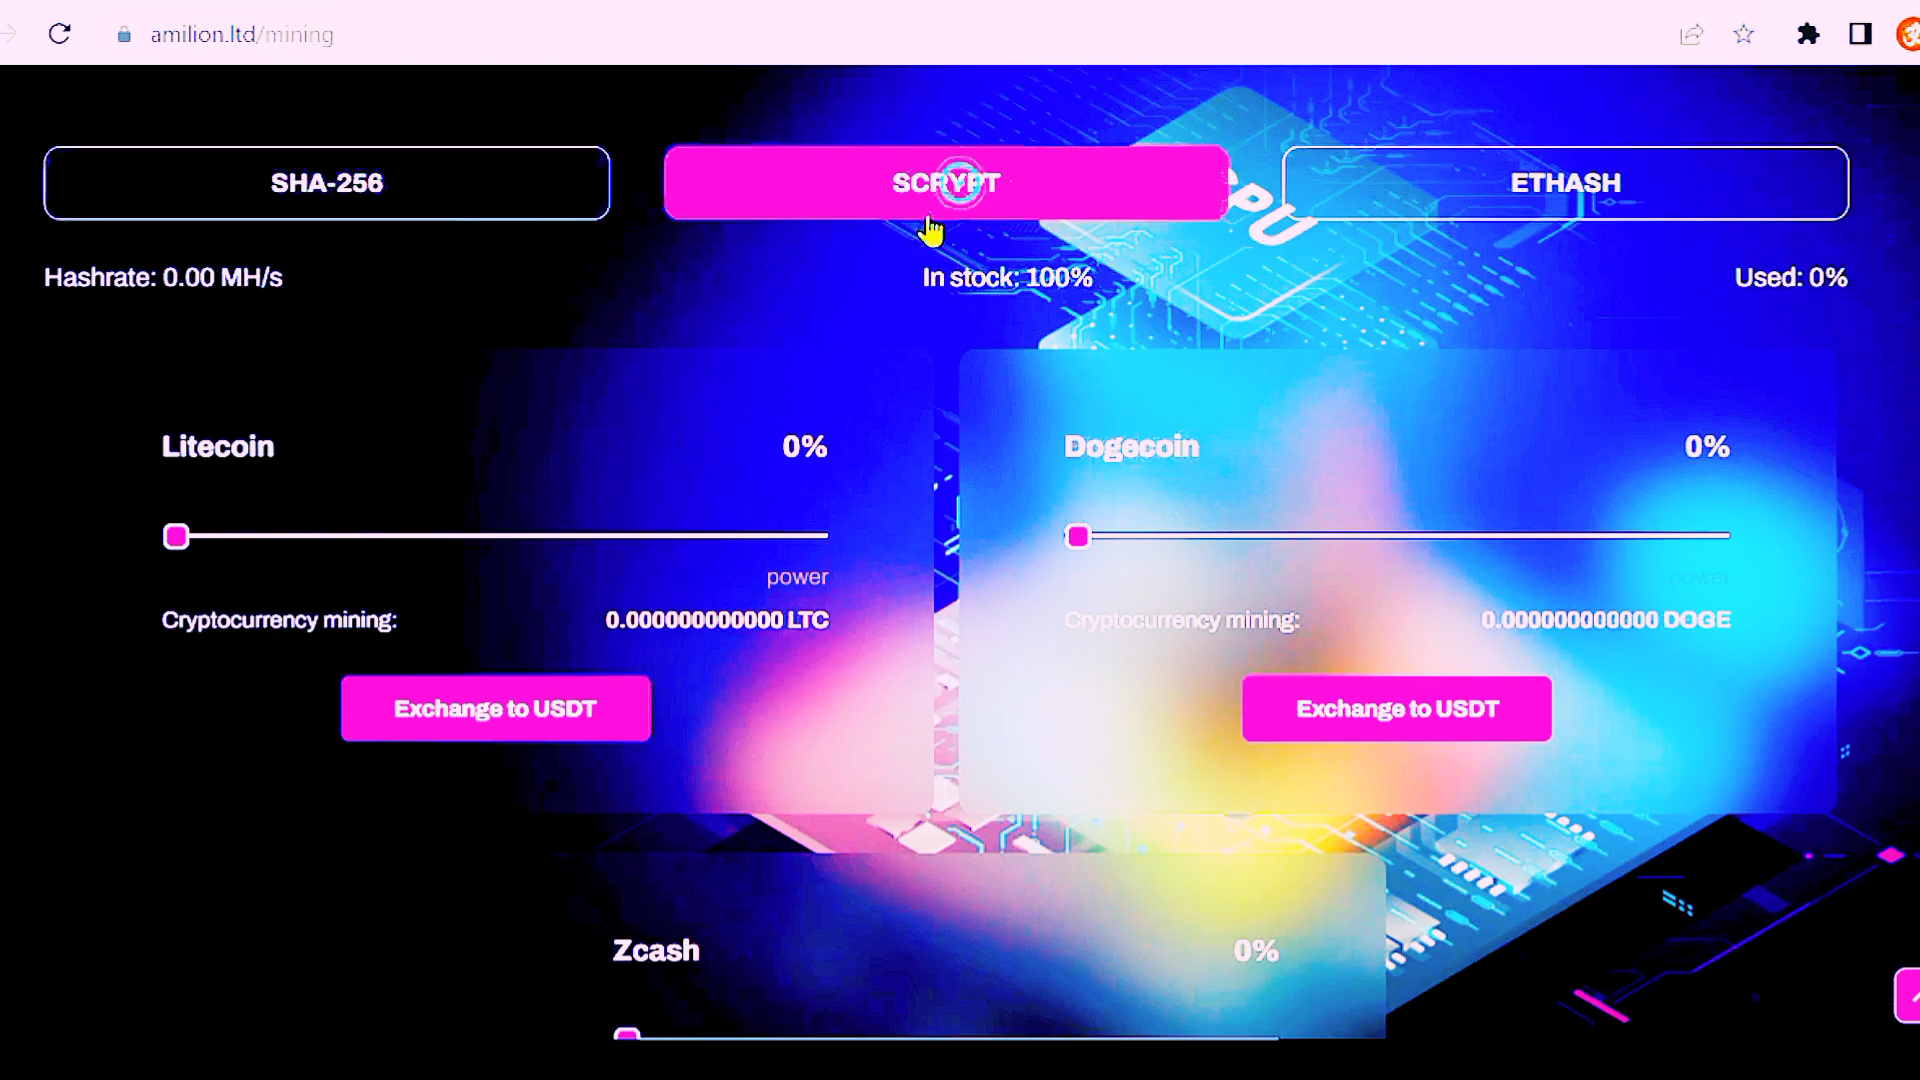 amilion.ltd/mining
SHA-256
SCRYPT
ETHASH
PU
Hashrate: 0.00 MH/s
In stock: 100%
Used: 0%
Litecoin
0%
Dogecoin
0%
power
power
Cryptocurrency mining:
0.000000000000 LTC
Cryptocurrency mining:
0.000000000000 DOGE
Exchange to USDT
Exchange to USDT
Zcash
0%